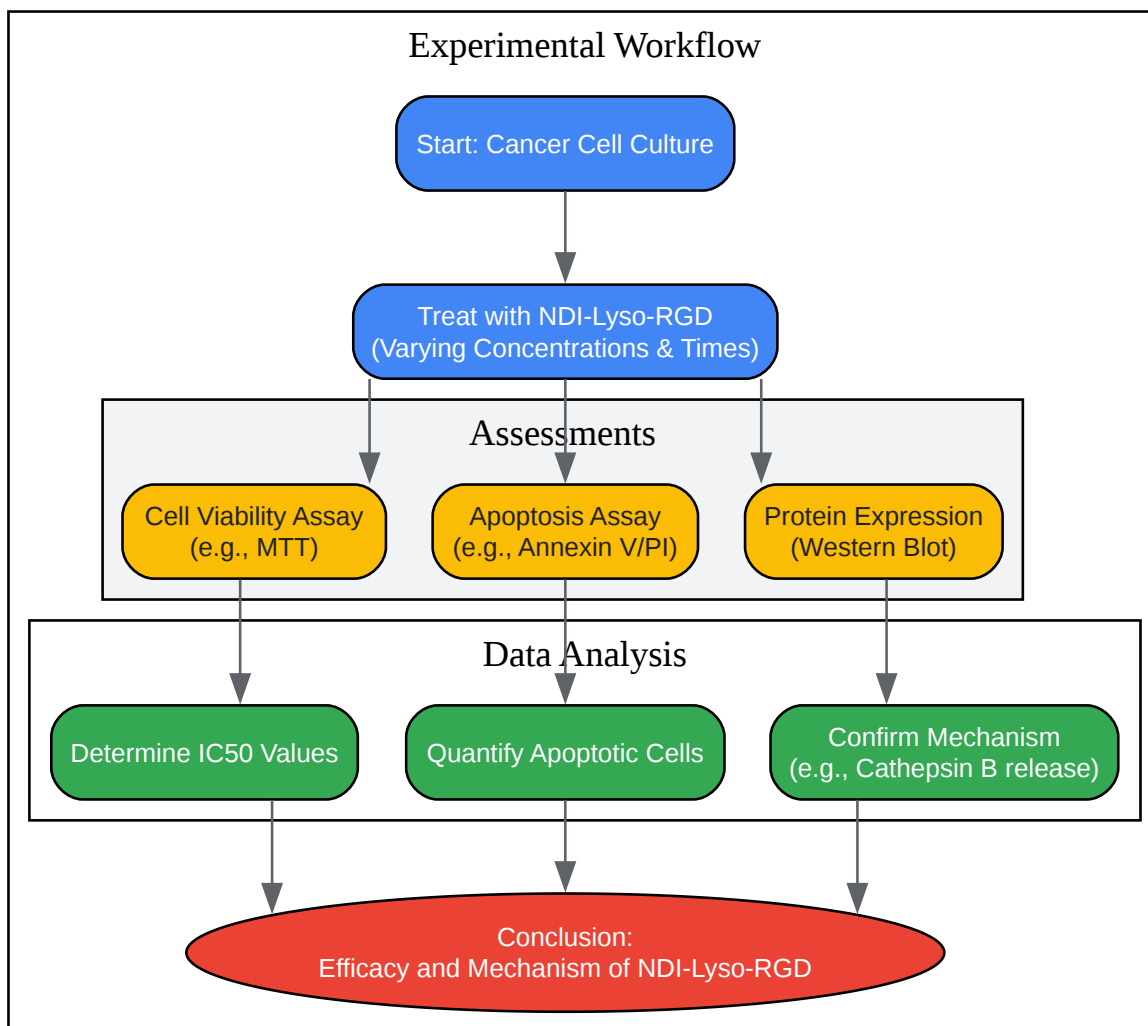 Experimental Workflow
Start: Cancer Cell Culture
Treat with NDI-Lyso-RGD
(Varying Concentrations & Times)
Assessments
Cell Viability Assay
(e.g., MTT)
Apoptosis Assay
(e.g., Annexin V/PI)
Protein Expression
(Western Blot)
Data Analysis
Determine IC50 Values
Quantify Apoptotic Cells
Confirm Mechanism
(e.g., Cathepsin B release)
Conclusion:
Efficacy and Mechanism of NDI-Lyso-RGD